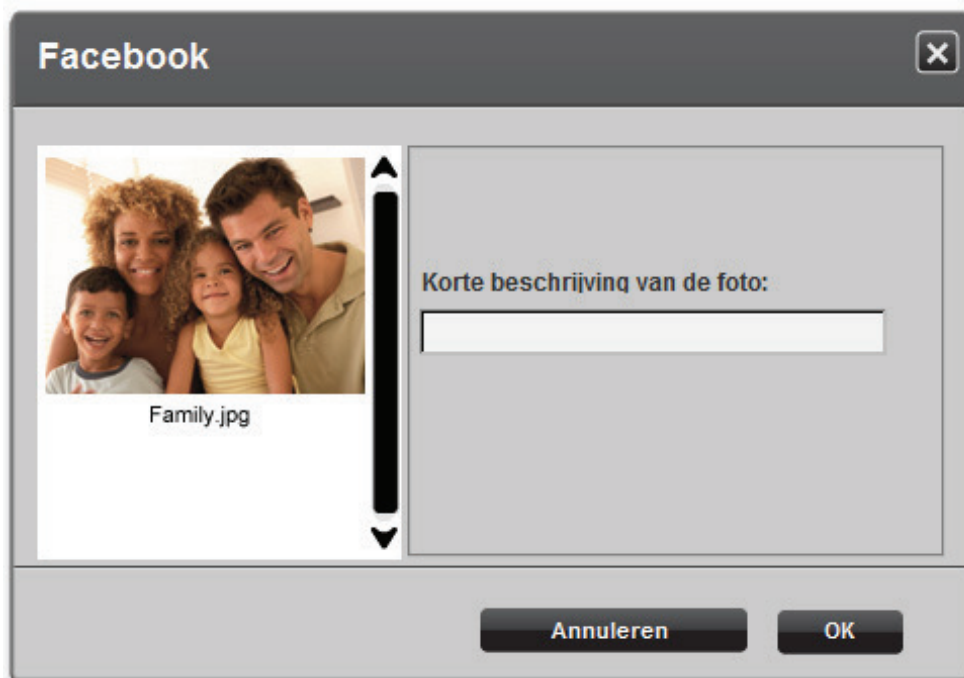 Facebook
Family.jpg
Korte beschrijving van de foto:
Annuleren
OK